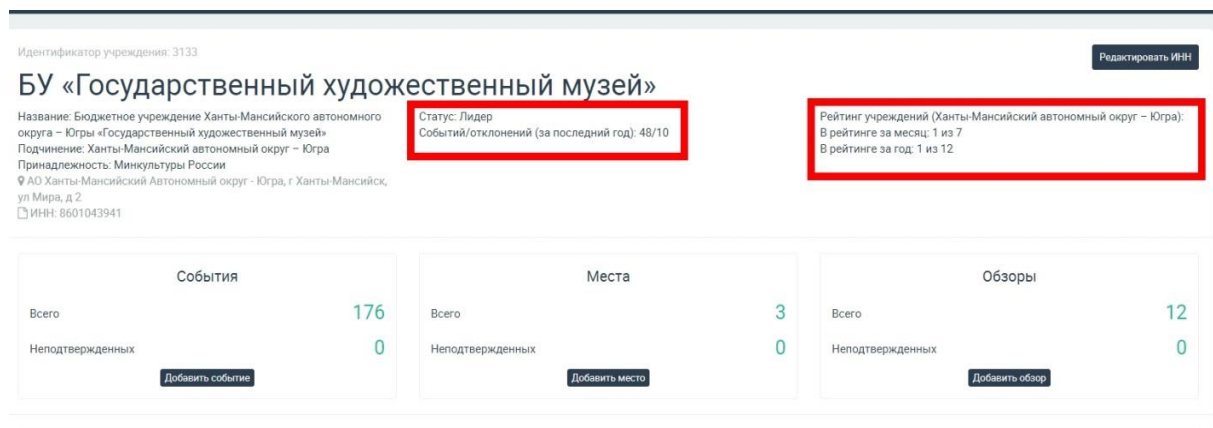 Идентификатор учреждения: 3133
Редактировать ИНН
БУ «Государственный художественный музей»
Название: Бюджетное учреждение Ханты-Мансийского автономного
округа – Югры «Государственный художественный музей»
Подчинение: Ханты-Мансийский автономный округ – Югра
Принадлежность: Минкультуры России
АО Ханты-Мансийский Автономный округ - Югра, г Ханты-Мансийск,
ул Мира, д 2
ИНН: 8601043941
Статус: Лидер
Событий/отклонений (за последний год): 48/10
Рейтинг учреждений (Ханты-Мансийский автономный округ – Югра):
В рейтинге за месяц: 1 из 7
В рейтинге за год: 1 из 12
События
Всего 176
Неподтвержденных 0
Добавить событие
Места
Всего 3
Неподтвержденных 0
Добавить место
Обзоры
Всего 12
Неподтвержденных 0
Добавить обзор